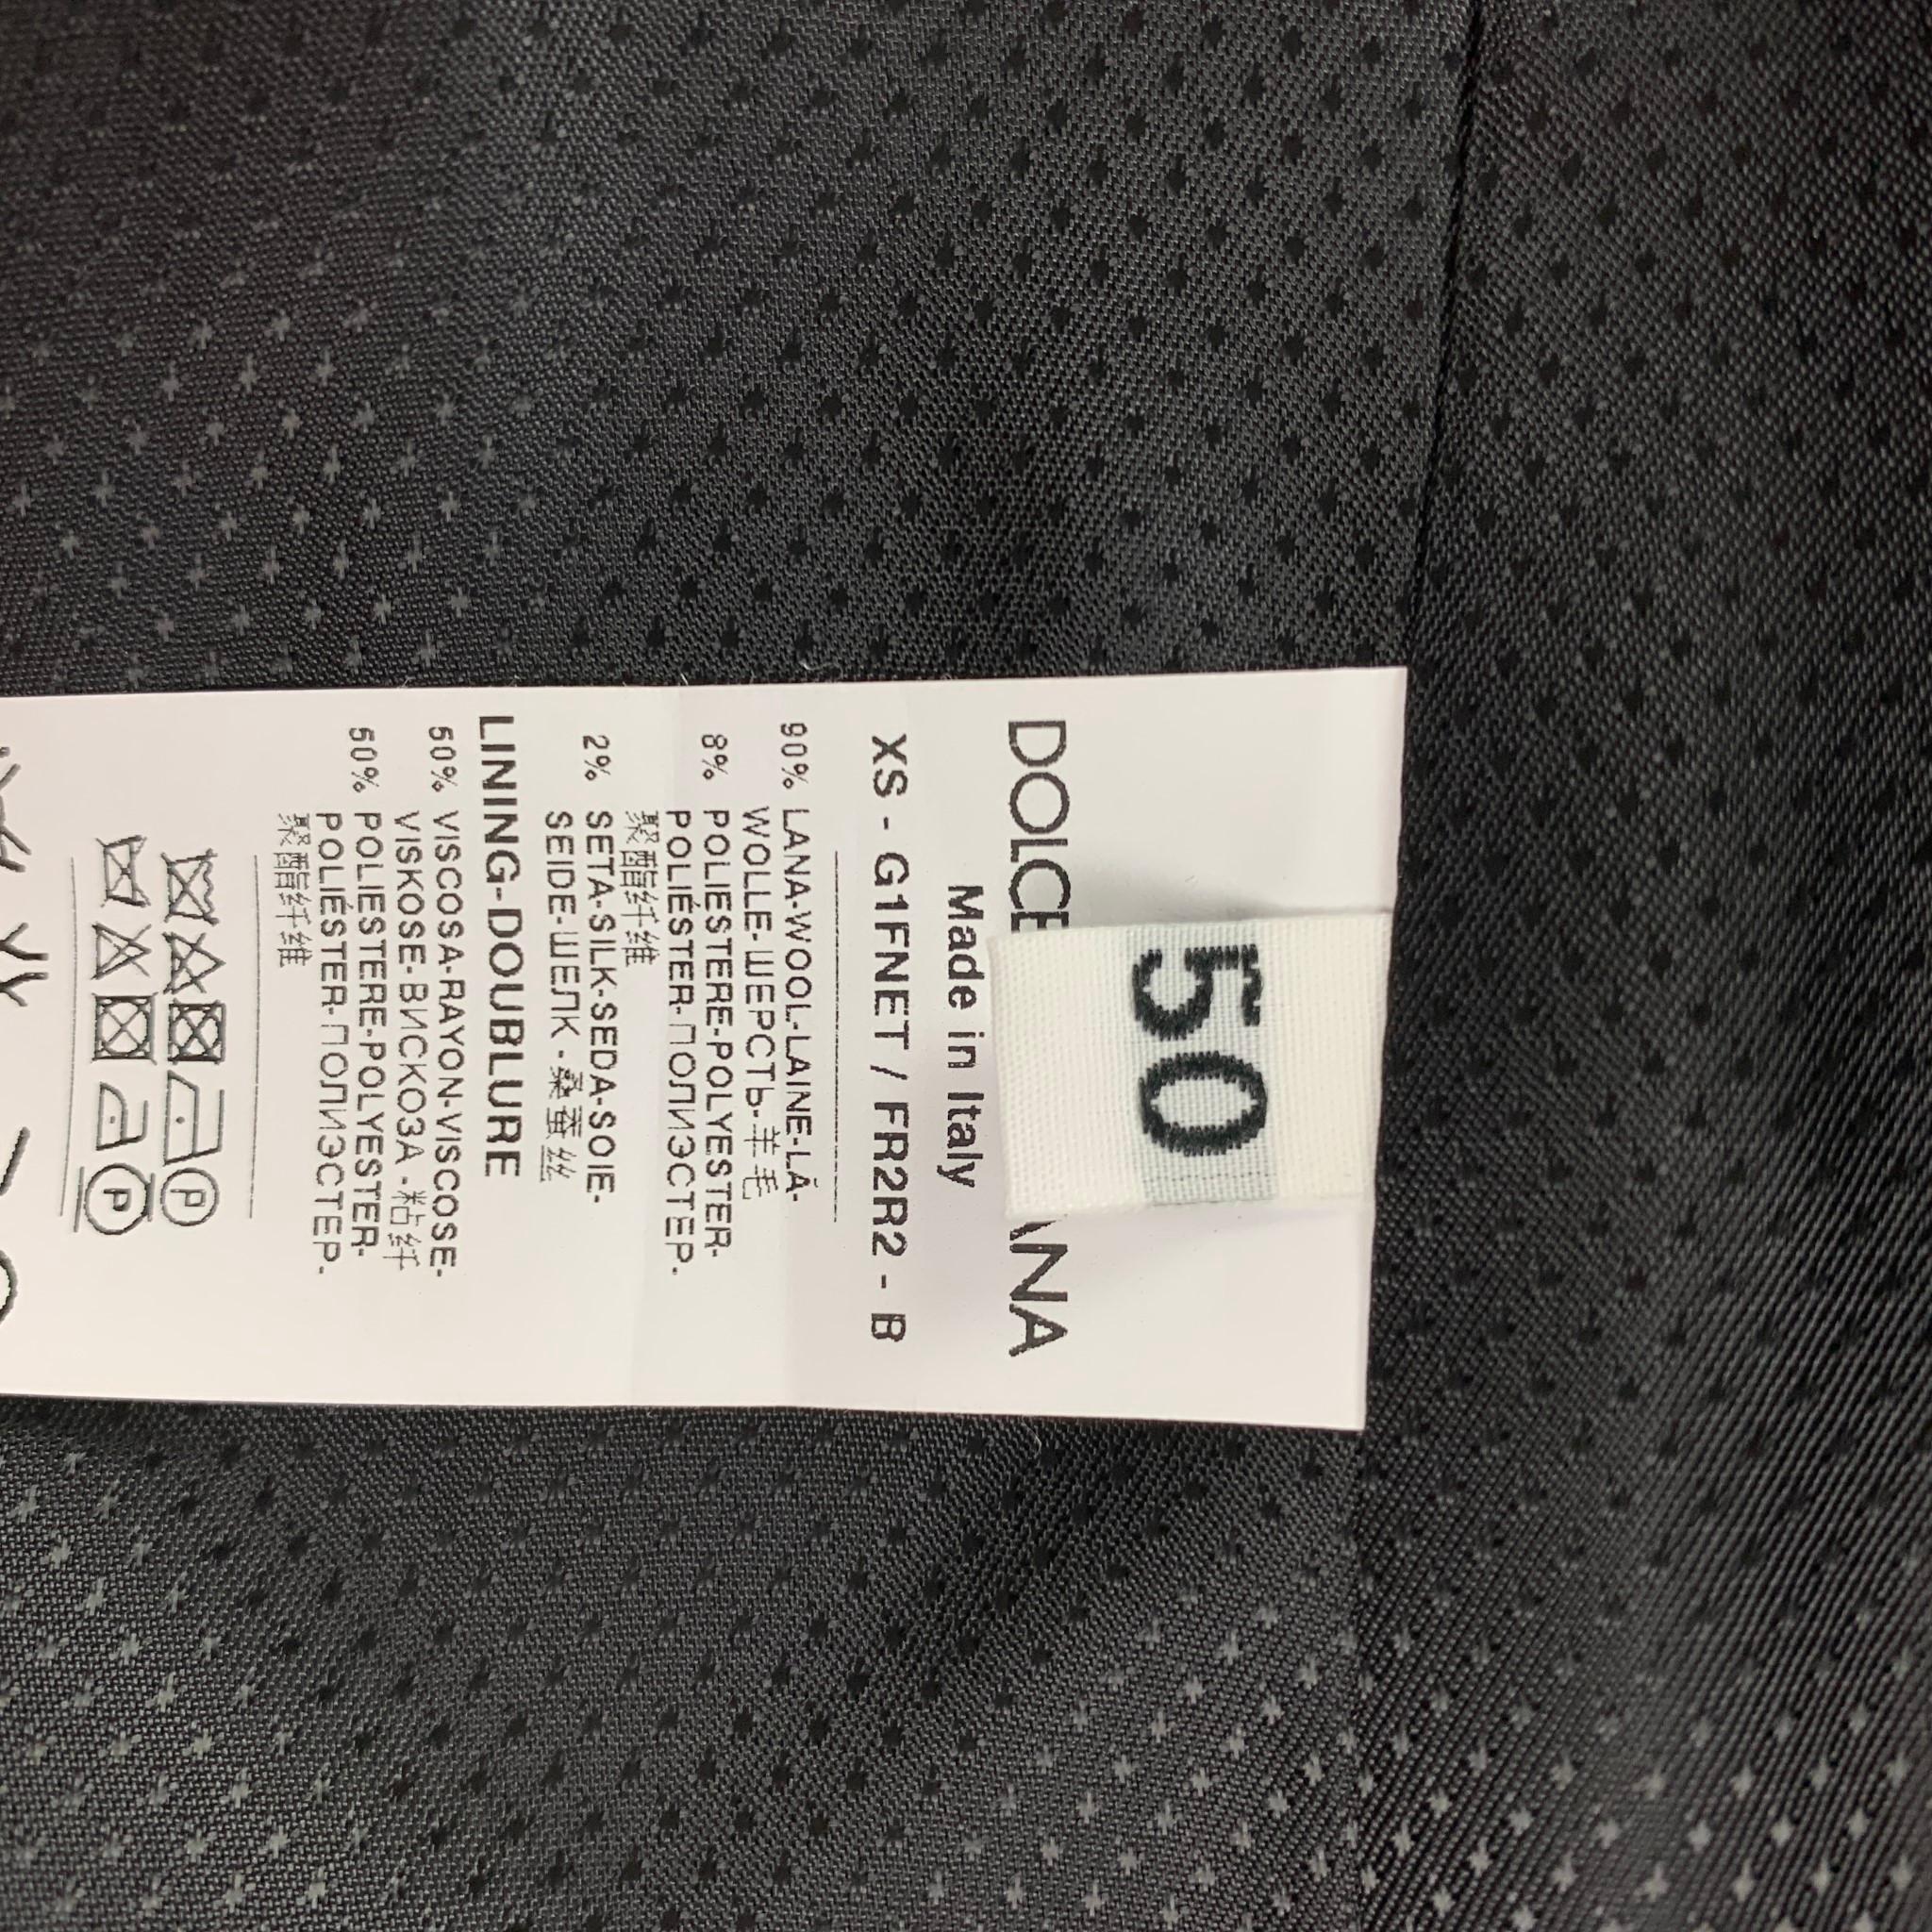 50
DOLCE
ANA
Made in Italy
XS - G1FNET / FR2R2 - B
90% LANA-WOOL-LAINE-LÃ-
WOLLE-ШЕРСТЬ-羊毛
8% POLIESTERE-POLYESTER-
POLIÉSTER-ПОЛИЭСТЕР-
聚酯纤维
2% SETA-SILK-SEDA-SOIE-
SEIDE-ШЕЛК-桑蚕丝
LINING-DOUBLURE
50% VISCOSA-RAYON-VISCOSE-
VISKOSE-ВИСКОЗА-粘纤
50% POLIESTERE-POLYESTER-
POLIÉSTER-ПОЛИЭСТЕР-
聚酯纤维
P
P